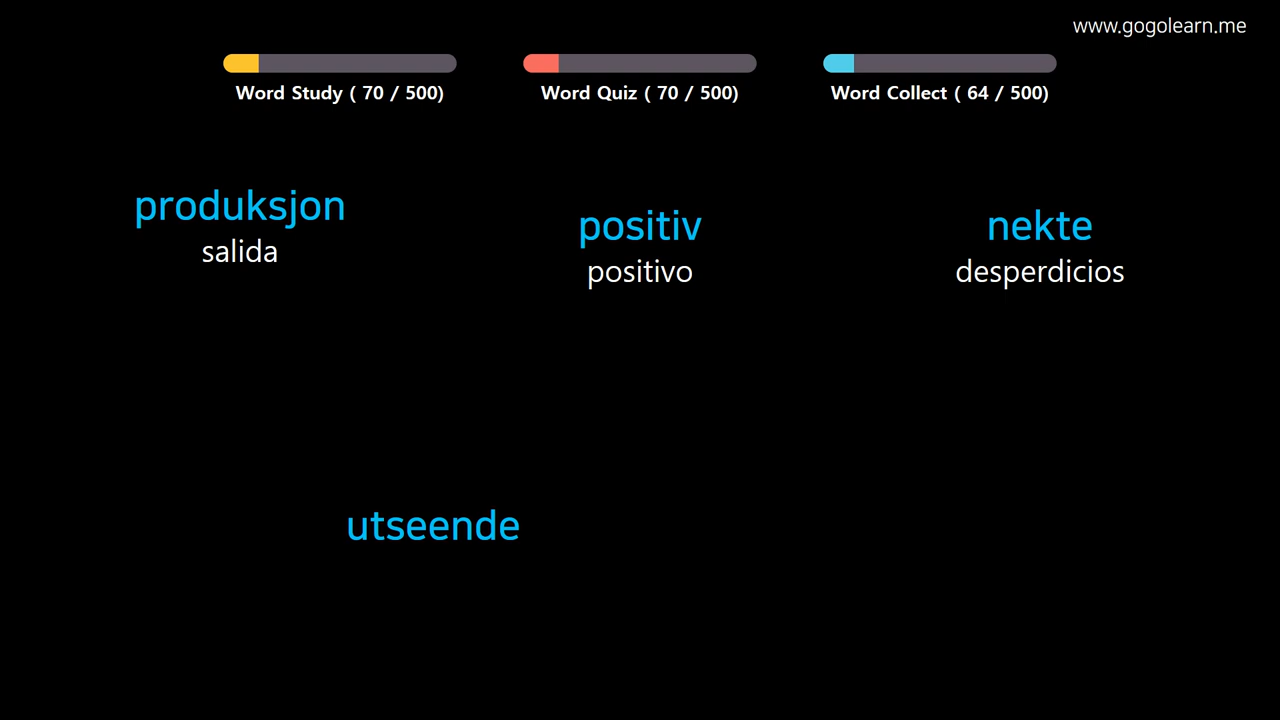 www.gogolearn.me
Word Study ( 70 / 500)
Word Quiz ( 70 / 500)
Word Collect ( 64 / 500)
produksjon
salida
positiv
positivo
nekte
desperdicios
utseende